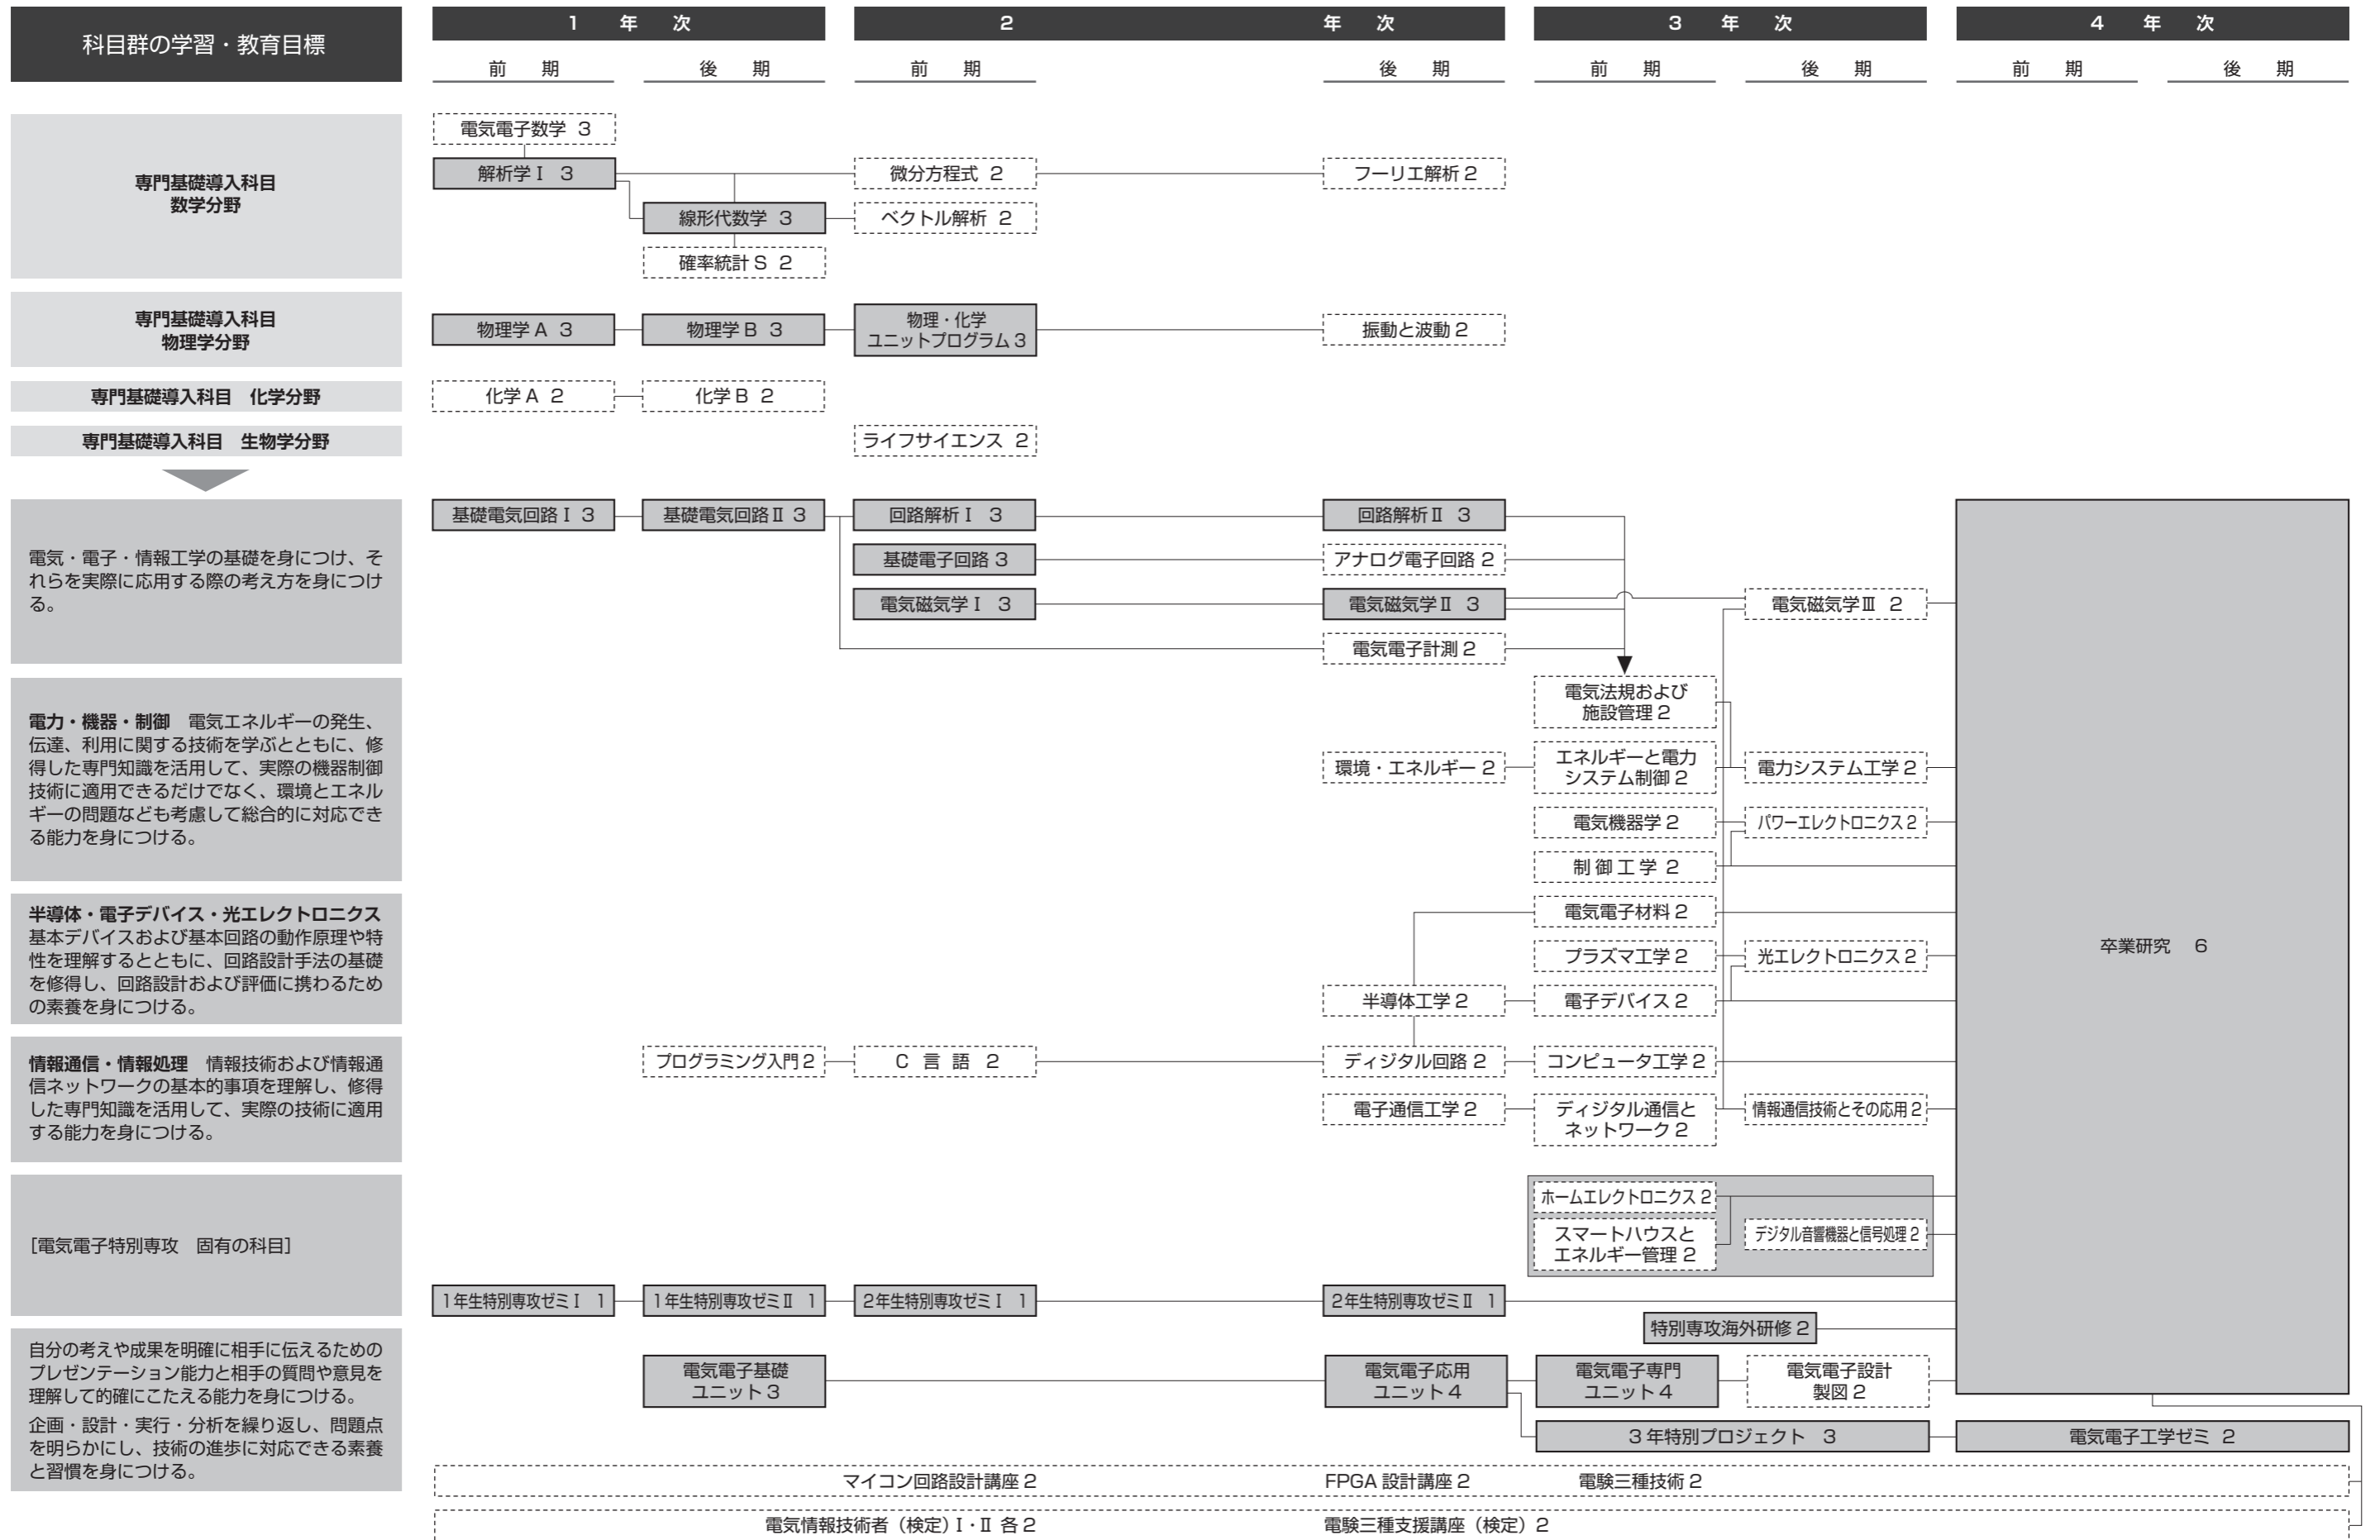 科目群の学習・教育目標
1 年 次
2 年 次
3 年 次
4 年 次
前 期
後 期
前 期
後 期
前 期
後 期
前 期
後 期
専門基礎導入科目
数学分野
電気電子数学 3
解析学Ⅰ 3
微分方程式 2
フーリエ解析 2
線形代数学 3
ベクトル解析 2
確率統計S 2
専門基礎導入科目
物理学分野
物理学A 3
物理学B 3
物理・化学
ユニットプログラム 3
振動と波動 2
専門基礎導入科目 化学分野
化学A 2
化学B 2
専門基礎導入科目 生物学分野
ライフサイエンス 2
電気・電子・情報工学の基礎を身につけ、そ
れらを実際に応用する際の考え方を身につけ
る。
基礎電気回路Ⅰ 3
基礎電気回路Ⅱ 3
回路解析Ⅰ 3
回路解析Ⅱ 3
基礎電子回路 3
アナログ電子回路 2
電気磁気学Ⅰ 3
電気磁気学Ⅱ 3
電気磁気学Ⅲ 2
電気電子計測 2
電力・機器・制御 電気エネルギーの発生、
伝達、利用に関する技術を学ぶとともに、修
得した専門知識を活用して、実際の機器制御
技術に適用できるだけでなく、環境とエネル
ギーの問題なども考慮して総合的に対応でき
る能力を身につける。
電気法規および
施設管理 2
環境・エネルギー 2
エネルギーと電力
システム制御 2
電力システム工学 2
電気機器学 2
パワーエレクトロニクス 2
制御工学 2
半導体・電子デバイス・光エレクトロニクス
基本デバイスおよび基本回路の動作原理や特
性を理解するとともに、回路設計手法の基礎
を修得し、回路設計および評価に携わるため
の素養を身につける。
電気電子材料 2
プラズマ工学 2
光エレクトロニクス 2
半導体工学 2
電子デバイス 2
卒業研究 6
情報通信・情報処理 情報技術および情報通
信ネットワークの基本的事項を理解し、修得
した専門知識を活用して、実際の技術に適用
する能力を身につける。
プログラミング入門 2
C 言 語 2
ディジタル回路 2
コンピュータ工学 2
電子通信工学 2
ディジタル通信と
ネットワーク 2
情報通信技術とその応用 2
[電気電子特別専攻 固有の科目]
ホームエレクトロニクス 2
スマートハウスと
エネルギー管理 2
デジタル音響機器と信号処理 2
1年生特別専攻ゼミⅠ 1
1年生特別専攻ゼミⅡ 1
2年生特別専攻ゼミⅠ 1
2年生特別専攻ゼミⅡ 1
特別専攻海外研修 2
自分の考えや成果を明確に相手に伝えるための
プレゼンテーション能力と相手の質問や意見を
理解して的確にこたえる能力を身につける。
企画・設計・実行・分析を繰り返し、問題点
を明らかにし、技術の進歩に対応できる素養
と習慣を身につける。
電気電子基礎
ユニット 3
電気電子応用
ユニット 4
電気電子専門
ユニット 4
電気電子設計
製図 2
3年特別プロジェクト 3
電気電子工学ゼミ 2
マイコン回路設計講座 2
FPGA 設計講座 2
電験三種技術 2
電気情報技術者（検定）Ⅰ・Ⅱ 各 2
電験三種支援講座（検定）2